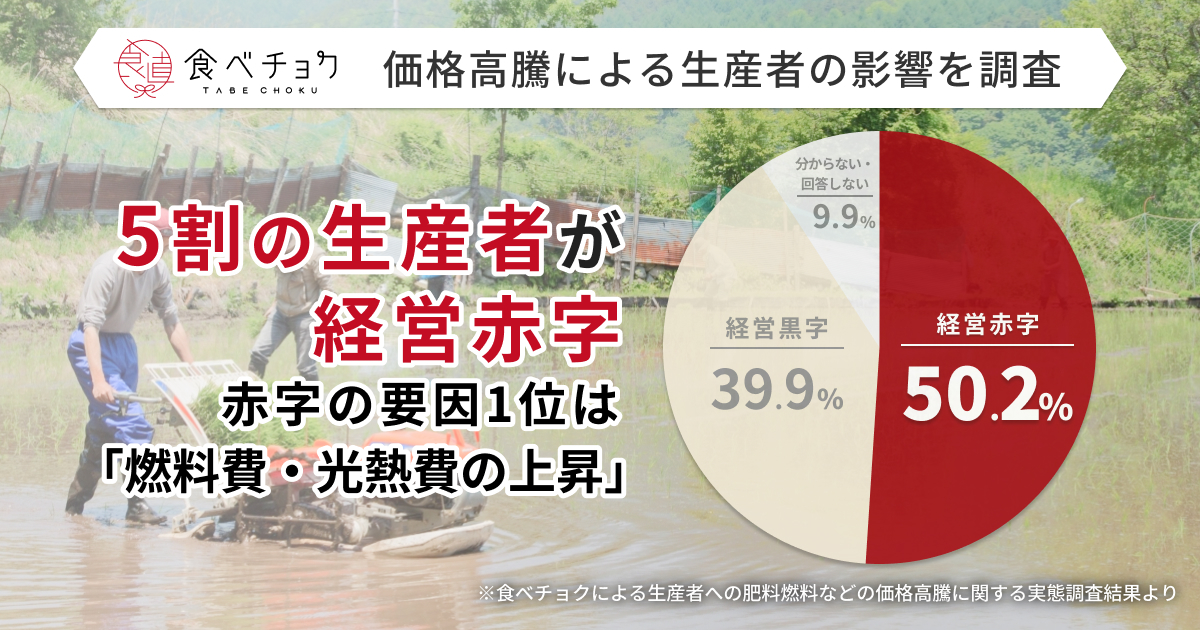 食直
食べチョク
TABE CHOKU
価格高騰による生産者の影響を調査
5割の生産者が
経営赤字
赤字の要因1位は
「燃料費・光熱費の上昇」
分からない・
回答しない
9.9%
経営黒字
39.9%
経営赤字
50.2%
※食べチョクによる生産者への肥料燃料などの価格高騰に関する実態調査結果より